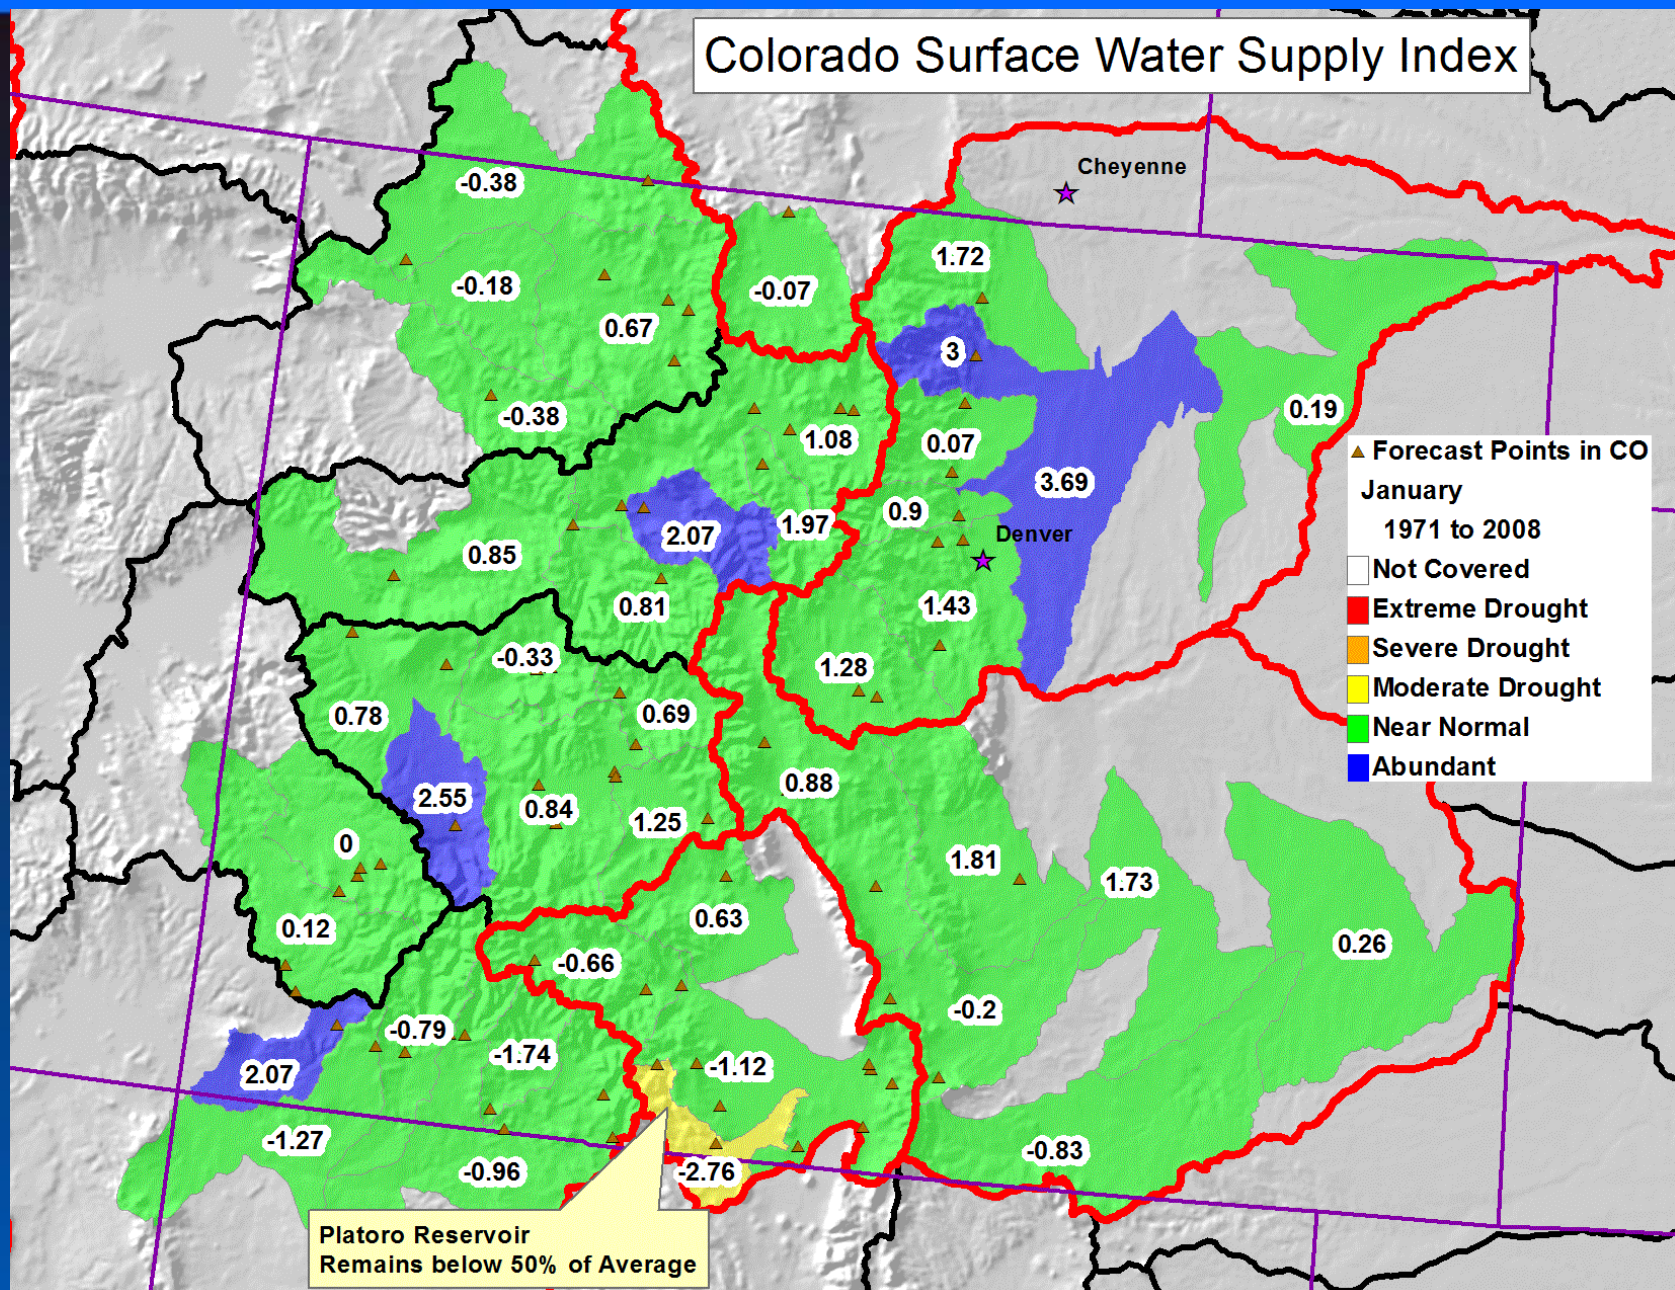 Colorado Surface Water Supply Index
Cheyenne
-0.38
1.72
-0.18
-0.07
0.67
3
-0.38
1.08
0.07
0.19
Forecast Points in CO
January
1971 to 2008
Not Covered
Extreme Drought
Severe Drought
Moderate Drought
Near Normal
Abundant
3.69
0.9
1.97
2.07
Denver
0.85
0.81
1.43
-0.33
1.28
0.78
0.69
2.55
0.84
0.88
1.25
0
1.81
1.73
0.12
0.63
0.26
-0.66
-0.2
-0.79
-1.74
-1.12
2.07
-1.27
-0.96
-2.76
-0.83
Platoro Reservoir
Remains below 50% of Average